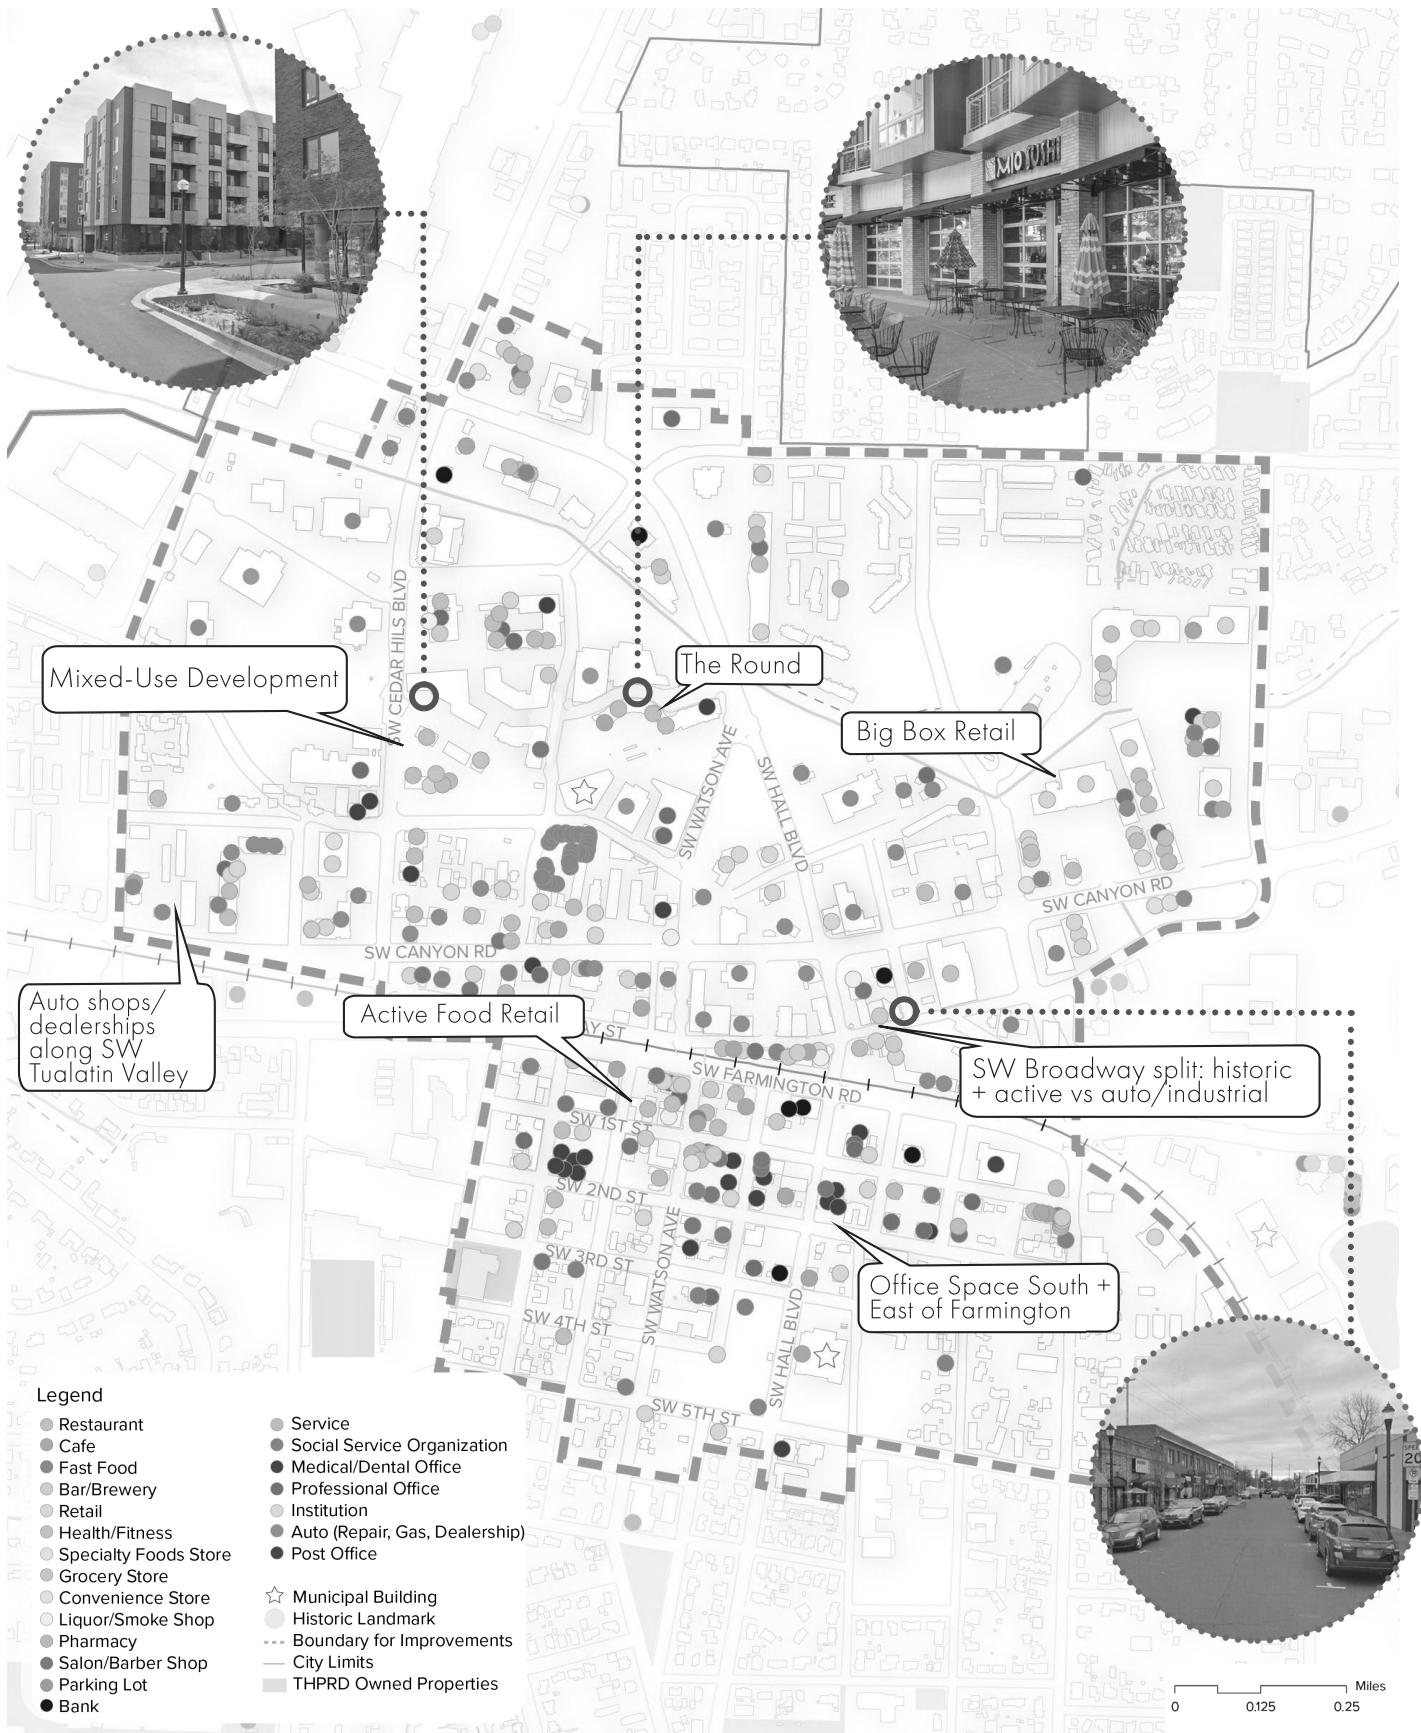 MIO SUSHI
SW CEDAR HILS BLVD
Mixed-Use Development
The Round
Big Box Retail
SW WATSON AVE
SW HALL BLVD
SW CANYON RD
SW CANYON RD
Auto shops/
dealerships
along SW
Tualatin Valley
Active Food Retail
AY ST
SW FARMINGTON RD
SW Broadway split: historic
+ active vs auto/industrial
SW 1ST ST
SW 2ND ST
SW 3RD ST
SW WATSON AVE
Office Space South +
East of Farmington
SW 4TH ST
SW HALL BLVD
SW 5TH ST
20
Legend
Restaurant
Cafe
Fast Food
Bar/Brewery
Retail
Health/Fitness
Specialty Foods Store
Grocery Store
Convenience Store
Liquor/Smoke Shop
Pharmacy
Salon/Barber Shop
Parking Lot
Bank
Service
Social Service Organization
Medical/Dental Office
Professional Office
Institution
Auto (Repair, Gas, Dealership)
Post Office
Municipal Building
Historic Landmark
Boundary for Improvements
City Limits
THPRD Owned Properties
Miles
0 0.125 0.25